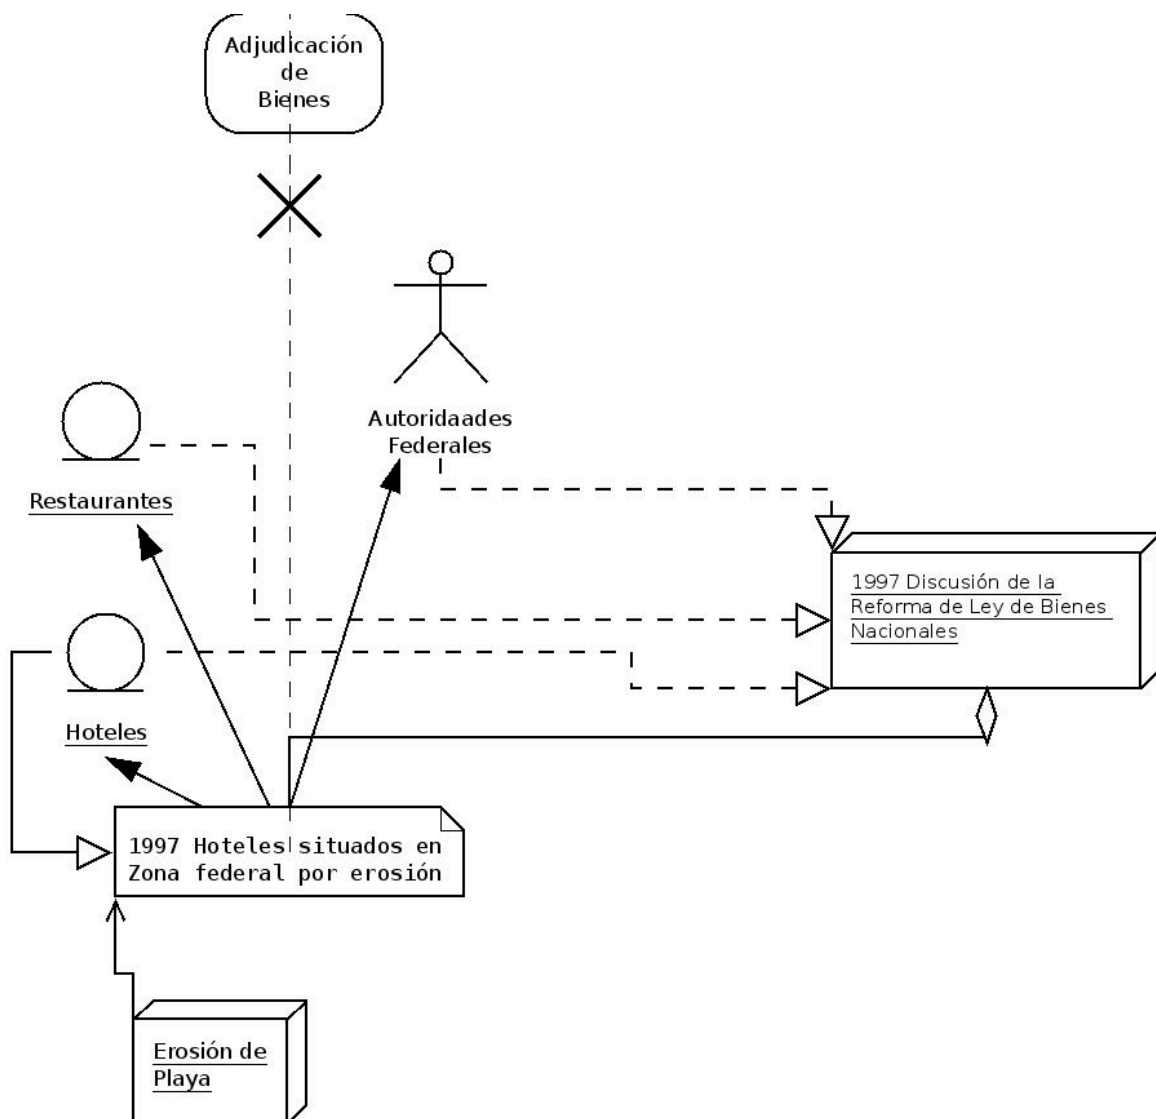 Adjudicación
de
Bienes
Autoridaades
Federales
Restaurantes
1997 Discusión de la
Reforma de Ley de Bienes
Nacionales
Hoteles
1997 Hoteles situados en
Zona federal por erosión
Erosión de
Playa